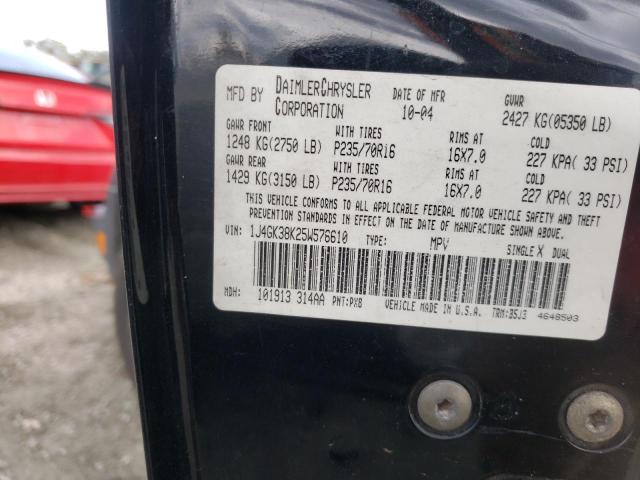 MFD BY DAIMLERCHRYSLER CORPORATION DATE OF MFR 10-04 GVWR 2427 KG(05350 LB)
GAWR FRONT WITH TIRES RIMS AT COLD
1248 KG(2750 LB) P235/70R16 16X7.0 227 KPA( 33 PSI)
GAWR REAR WITH TIRES RIMS AT COLD
1429 KG(3150 LB) P235/70R16 16X7.0 227 KPA( 33 PSI)
THIS VEHICLE CONFORMS TO ALL APPLICABLE FEDERAL MOTOR VEHICLE SAFETY AND THEFT
PREVENTION STANDARDS IN EFFECT ON THE DATE OF MANUFACTURE SHOWN ABOVE.
VIN: 1J4GK38K25W576610 TYPE: MPV SINGLE X DUAL
MDH: 101913 314AA PNT:PXB VEHICLE MADE IN U.S.A. TRM:B5J3 4648503